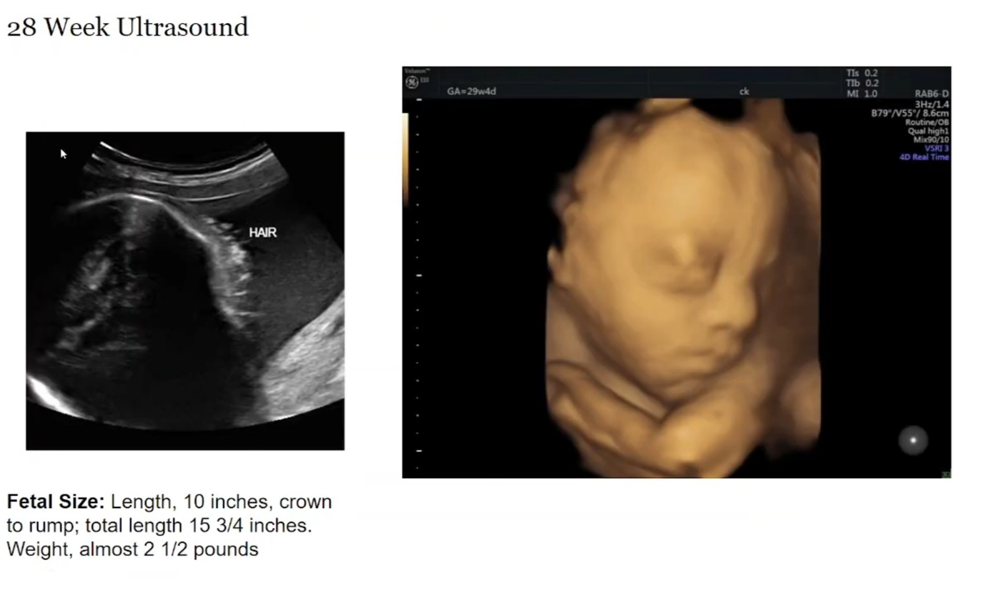 28 Week Ultrasound
Voluson™
E10
GA=29w4d
ck
TIs 0.2
TIb 0.2
MI 1.0
RAB6-D
3Hz/1.4
B79°/V55°/ 8.6cm
Routine/OB
Qual high1
Mix90/10
VSRI 3
4D Real Time
HAIR
3D
Fetal Size: Length, 10 inches, crown
to rump; total length 15 3/4 inches.
Weight, almost 2 1/2 pounds